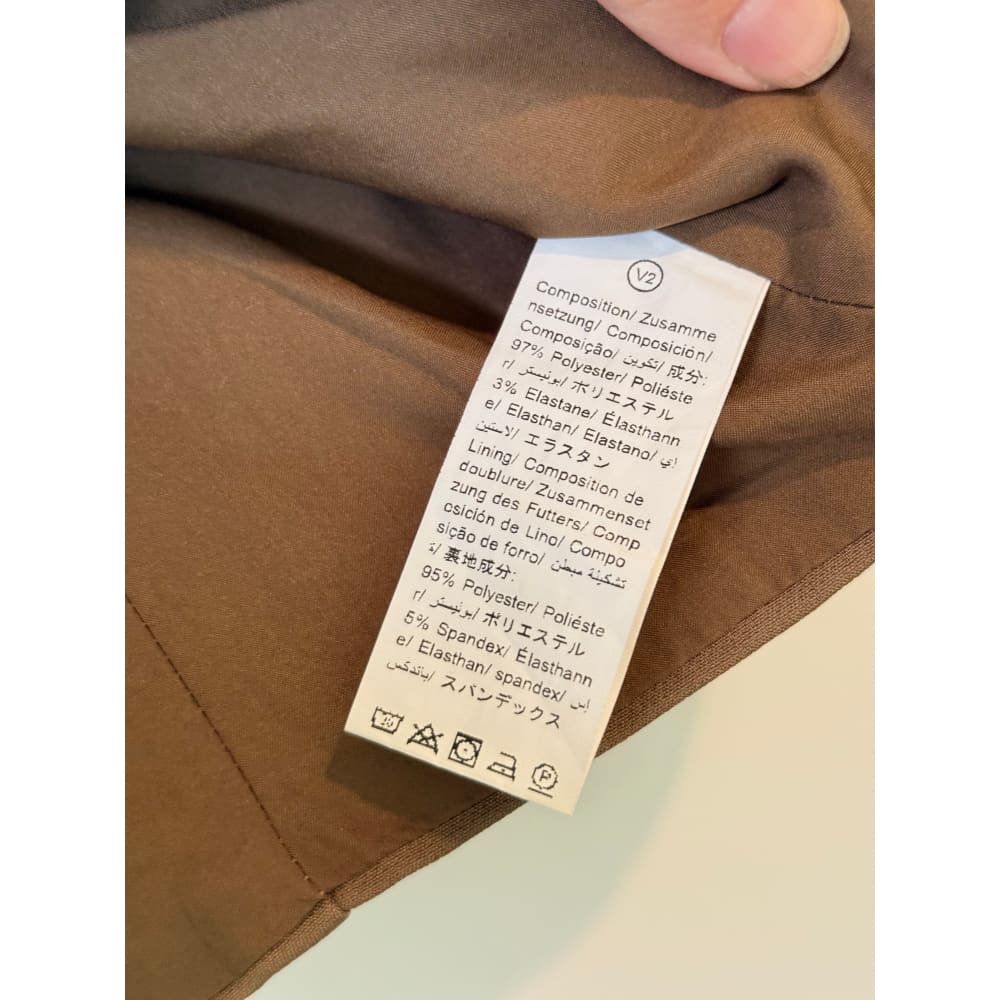 V2
Composition/ Zusamme
nsetzung/ Composición/
Composição/ تكوين/ 成分:
97% Polyester/ Poliéste
r/ بوليستر/ ポリエステル
3% Elastane/ Élasthann
e/ Elasthan/ Elastano/ إي
لاستين/ エラスタン
Lining/ Composition de
doublure/ Zusammenset
zung des Futters/ Comp
osición de Lino/ Compo
sição de forro/ تشكيلة مبطن
ة/ 裏地成分:
95% Polyester/ Poliéste
r/ بوليستر/ ポリエステル
5% Spandex/ Élasthann
e/ Elasthan/ spandex/ إس
باندكس/ スパンデックス
P